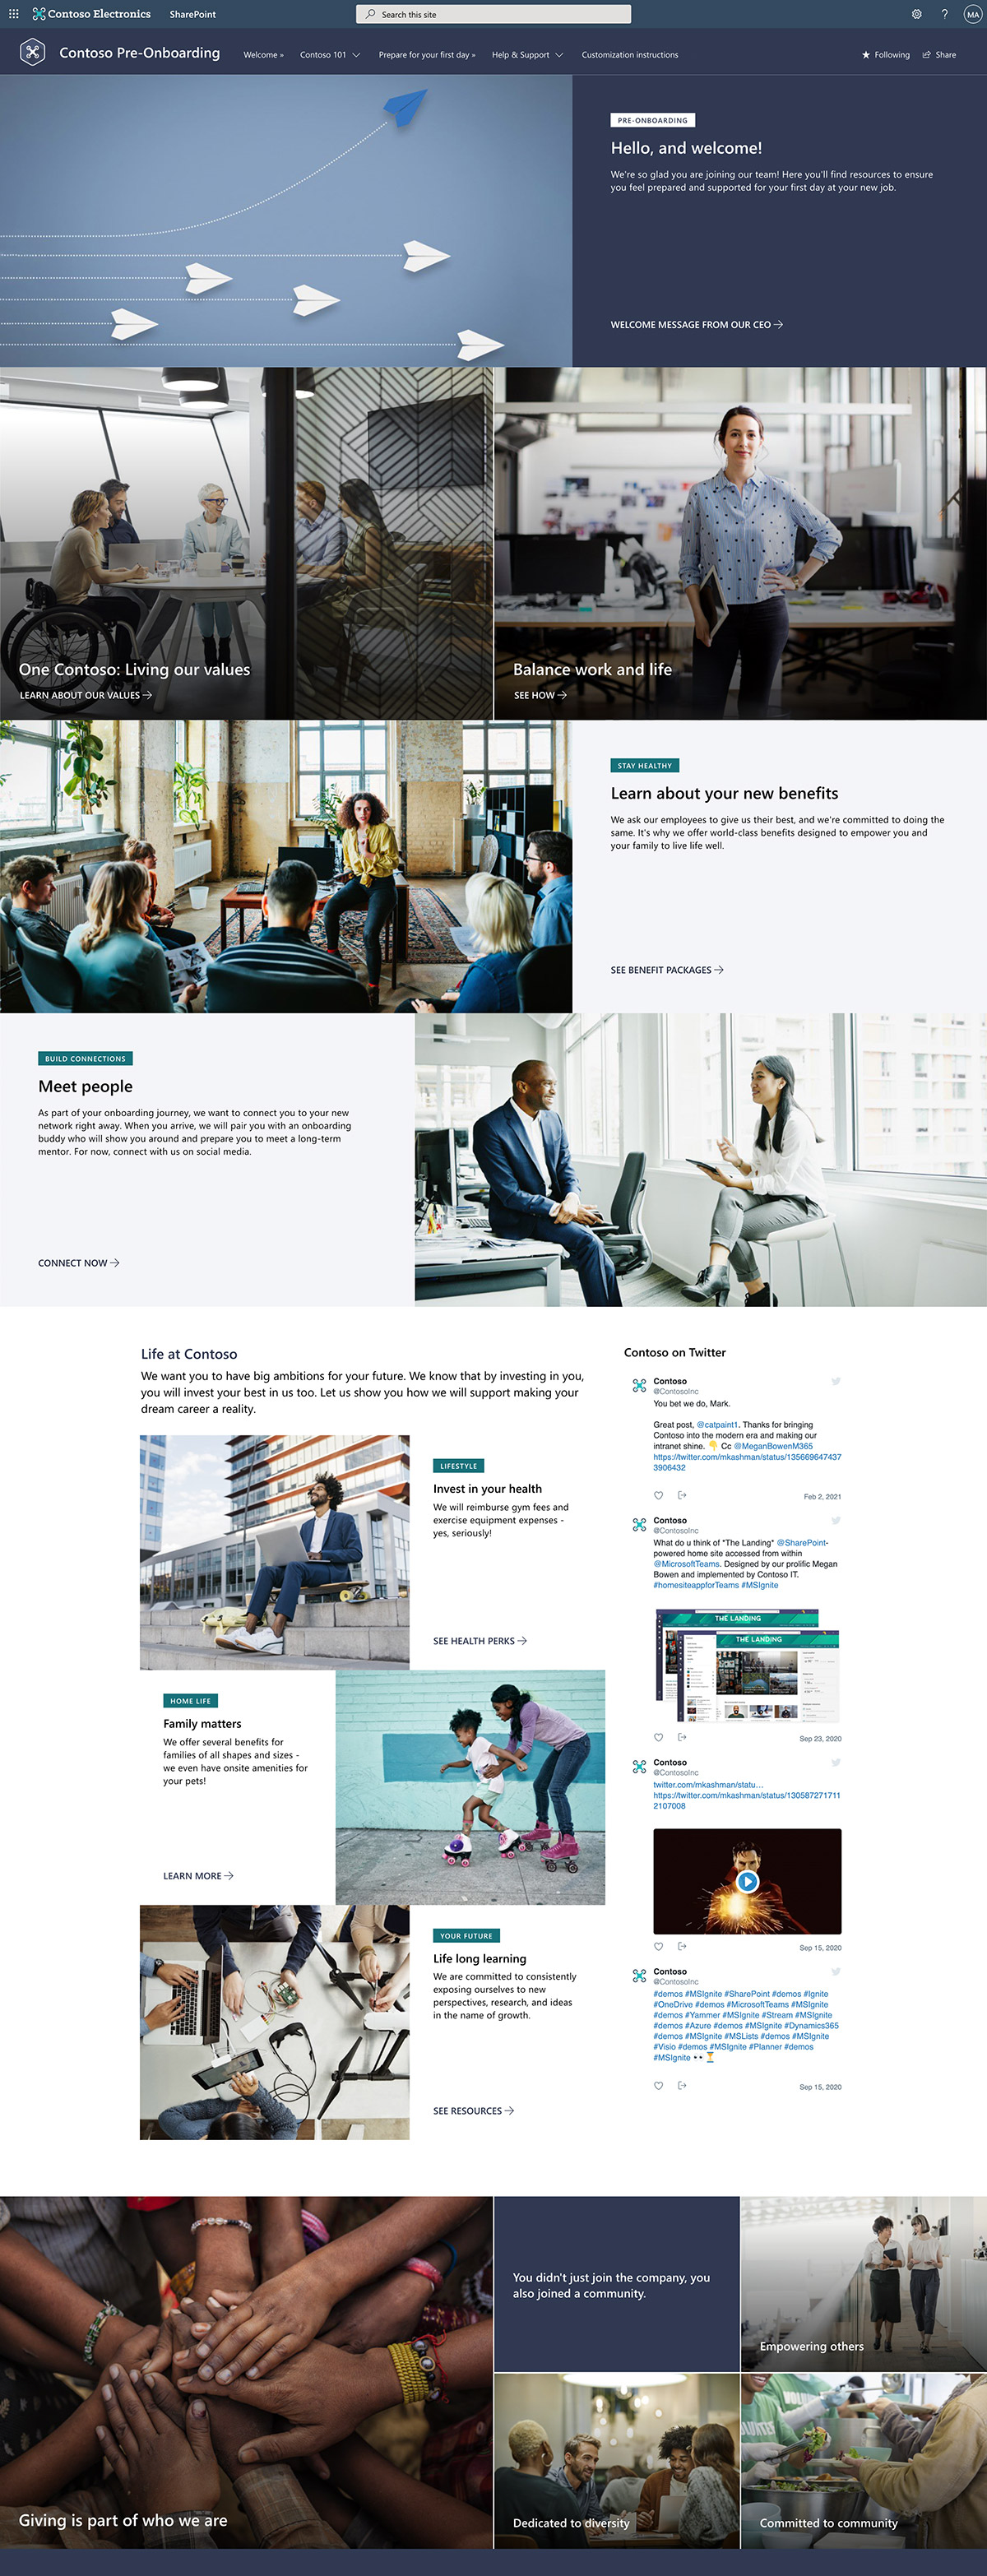 Contoso Electronics
SharePoint
Search this site
?
MA
Contoso Pre-Onboarding
Welcome »
Contoso 101
Prepare for your first day »
Help & Support
Customization instructions
Following
Share
PRE-ONBOARDING
Hello, and welcome!
We're so glad you are joining our team! Here you'll find resources to ensure
you feel prepared and supported for your first day at your new job.
WELCOME MESSAGE FROM OUR CEO
One Contoso: Living our values
LEARN ABOUT OUR VALUES
Balance work and life
SEE HOW
STAY HEALTHY
Learn about your new benefits
We ask our employees to give us their best, and we're committed to doing the
same. It's why we offer world-class benefits designed to empower you and
your family to live life well.
SEE BENEFIT PACKAGES
BUILD CONNECTIONS
Meet people
As part of your onboarding journey, we want to connect you to your new
network right away. When you arrive, we will pair you with an onboarding
buddy who will show you around and prepare you to meet a long-term
mentor. For now, connect with us on social media.
CONNECT NOW
Life at Contoso
We want you to have big ambitions for your future. We know that by investing in you,
you will invest your best in us too. Let us show you how we will support making your
dream career a reality.
LIFESTYLE
Invest in your health
We will reimburse gym fees and
exercise equipment expenses -
yes, seriously!
SEE HEALTH PERKS
HOME LIFE
Family matters
We offer several benefits for
families of all shapes and sizes -
we even have onsite amenities for
your pets!
LEARN MORE
YOUR FUTURE
Life long learning
We are committed to consistently
exposing ourselves to new
perspectives, research, and ideas
in the name of growth.
SEE RESOURCES
Contoso on Twitter
Contoso
@ContosoInc
You bet we do, Mark.
Great post, @catpaint1. Thanks for bringing
Contoso into the modern era and making our
intranet shine. 👇 Cc @MeganBowenM365
https://twitter.com/mkashman/status/135669647437
3906432
Feb 2, 2021
Contoso
@ContosoInc
What do u think of "The Landing" @SharePoint-
powered home site accessed from within
@MicrosoftTeams. Designed by our prolific Megan
Bowen and implemented by Contoso IT.
#homesiteappforTeams #MSIgnite
THE LANDING
THE LANDING
Sep 23, 2020
Contoso
@ContosoInc
twitter.com/mkashman/statu…
https://twitter.com/mkashman/status/130587271711
2107008
Sep 15, 2020
Contoso
@ContosoInc
#demos #MSIgnite #SharePoint #demos #Ignite
#OneDrive #demos #MicrosoftTeams #MSIgnite
#demos #Yammer #MSIgnite #Stream #MSIgnite
#demos #Azure #demos #MSIgnite #Dynamics365
#demos #MSIgnite #MSLists #demos #MSIgnite
#Visio #demos #MSIgnite #Planner #demos
#MSIgnite 👀 ⏳
Sep 15, 2020
Giving is part of who we are
You didn't just join the company, you
also joined a community.
Empowering others
Dedicated to diversity
Committed to community